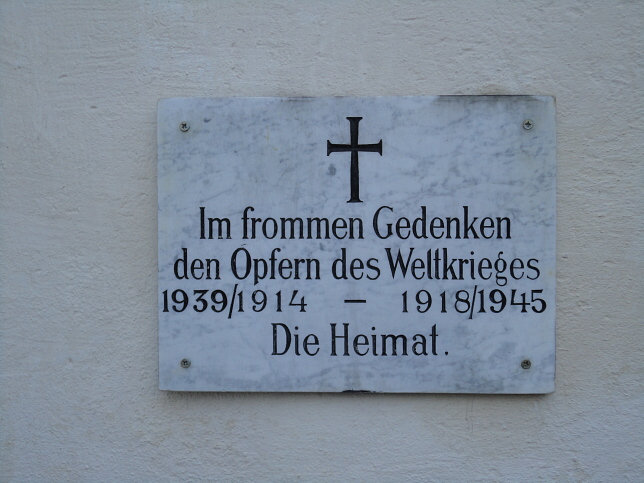 Im frommen Gedenken
den Opfern des Weltkrieges
1939/1914 – 1918/1945
Die Heimat.